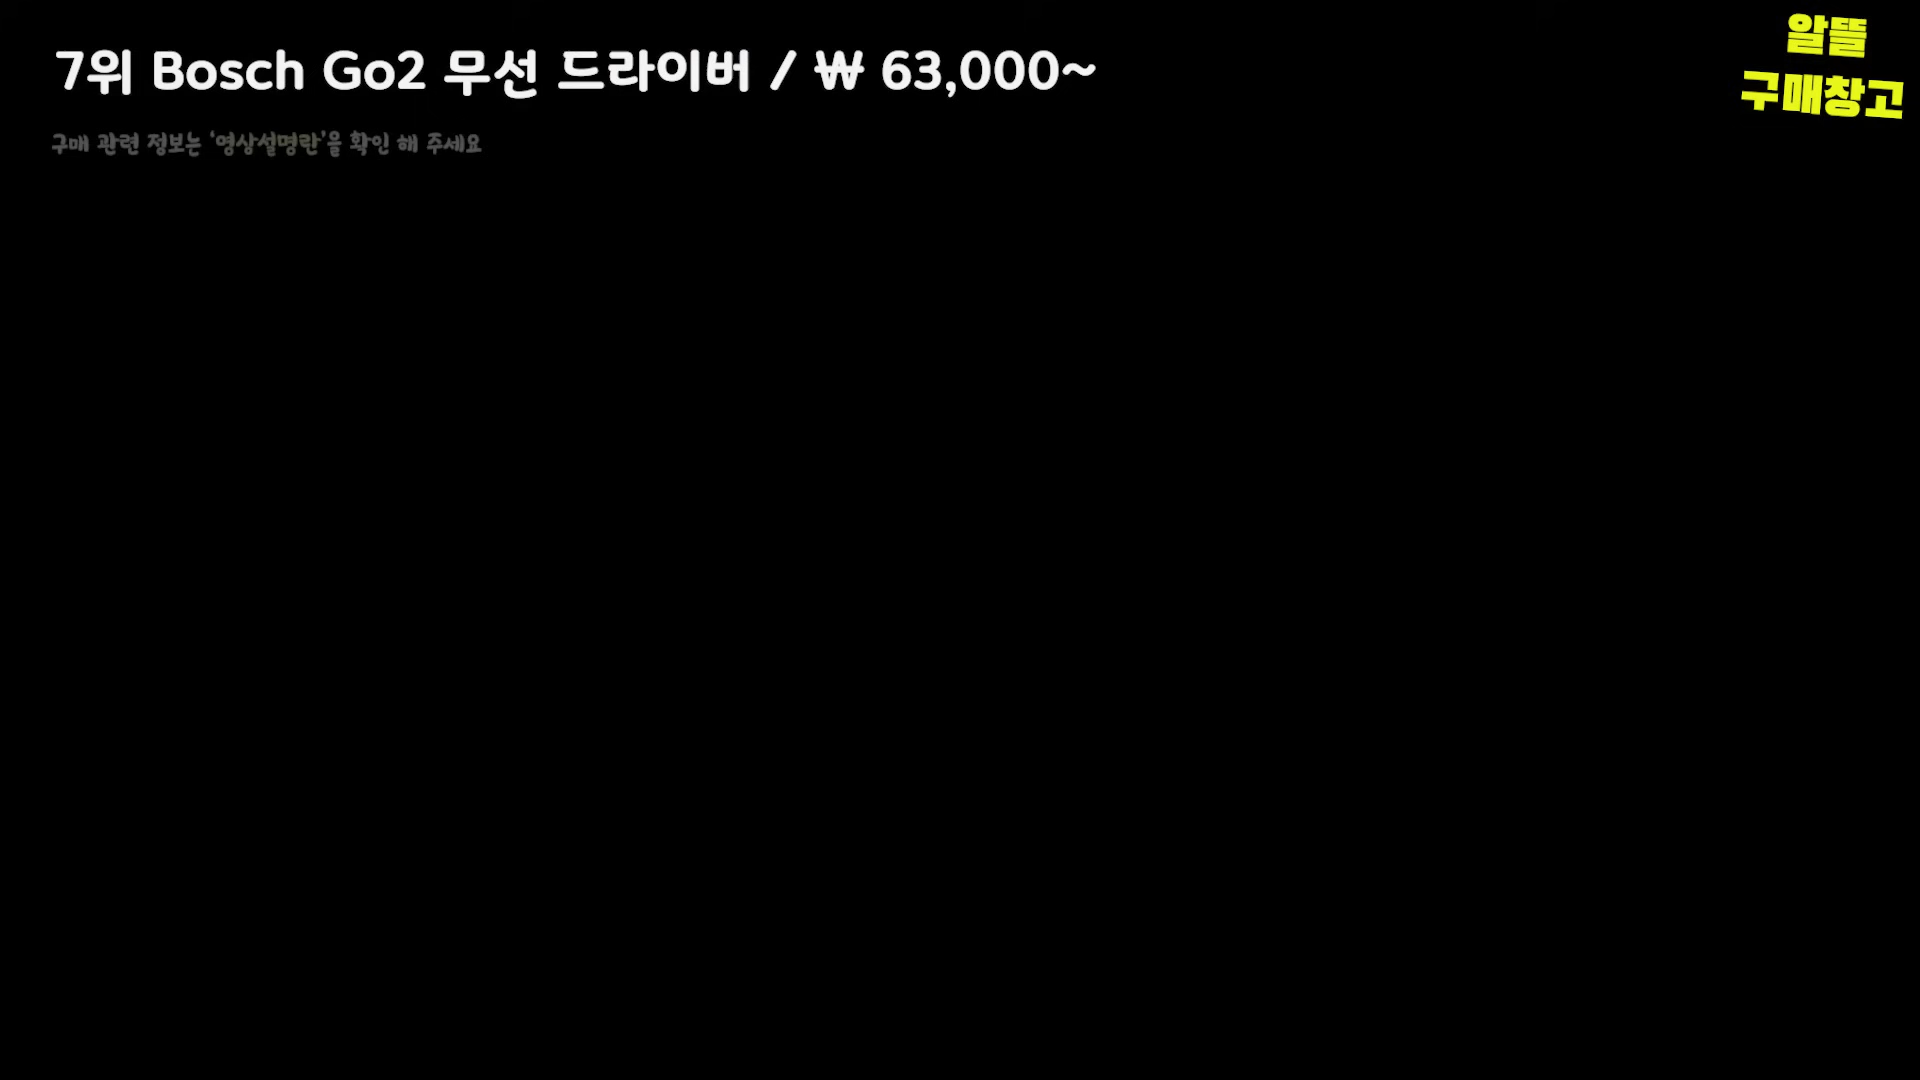 7위 Bosch Go2 무선 드라이버 / ₩ 63,000~
구매 관련 정보는 ‘영상설명란’을 확인 해 주세요
알뜰
구매창고